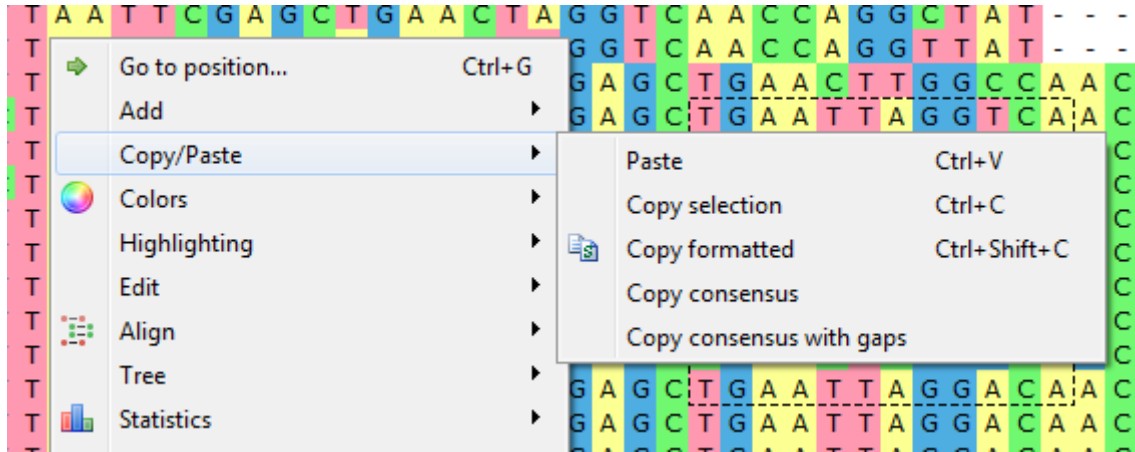 T A A T T C G A G C T G A A C T A G G T C A A C C A G G C T A T - - -
T G G T C A A C C A G G T T A T - - -
Go to position... Ctrl+G
T G A G C T G A A C T T G G C C A A C
Add
T G A G C T G A A T T A G G T C A A C
T Copy/Paste Paste Ctrl+V C
T Colors Copy selection Ctrl+C C
T C
T Highlighting Copy formatted Ctrl+Shift+C C
T Edit Copy consensus C
T Align Copy consensus with gaps C
T C
Tree
T G A G C T G A A T T A G G A C A A C
T Statistics G A G C T G A A T T A G G A C A A C